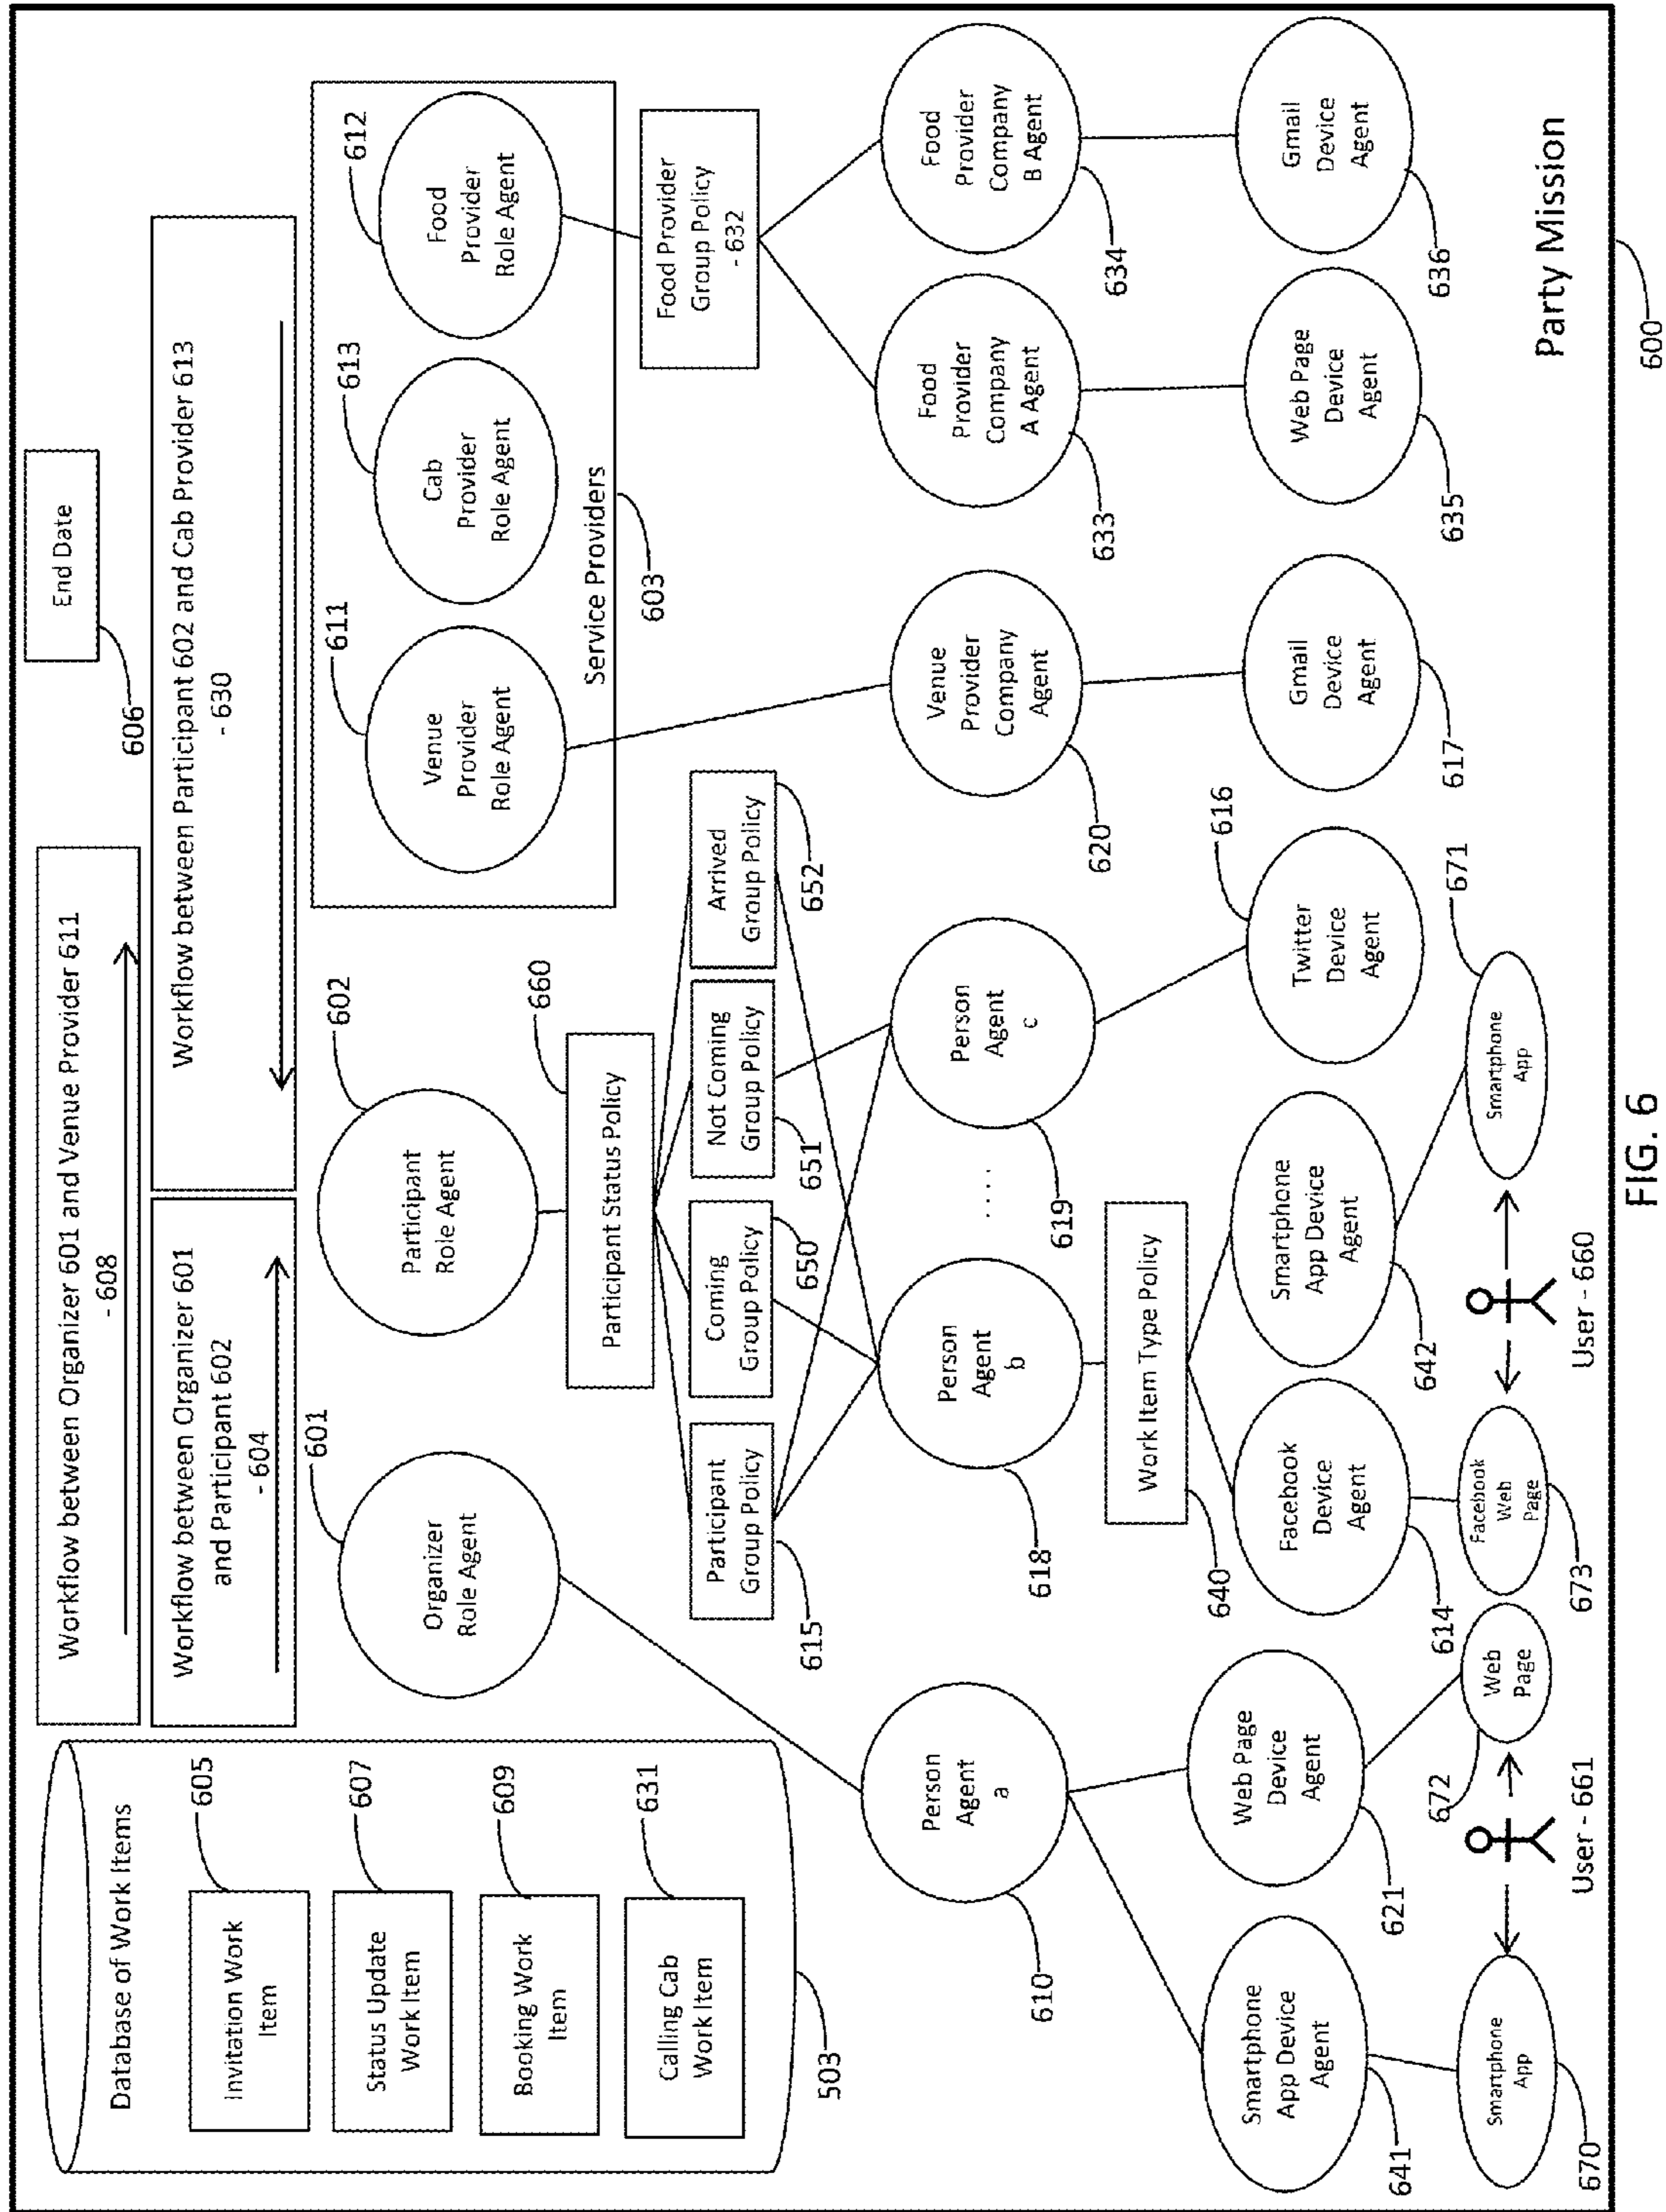 Database of Work Items
Invitation Work
Item
605
Status Update
Work Item
607
Booking Work
Item
609
Calling Cab
Work Item
631
503
Workflow between Organizer 601 and Venue Provider 611
- 608
Workflow between Organizer 601
and Participant 602
- 604
End Date
606
Workflow between Participant 602 and Cab Provider 613
- 630
601
Organizer
Role Agent
602
Participant
Role Agent
611
Venue
Provider
Role Agent
613
Cab
Provider
Role Agent
612
Food
Provider
Role Agent
Service Providers
603
660
Participant Status Policy
Participant
Group Policy
615
Coming
Group Policy
650
Not Coming
Group Policy
651
Arrived
Group Policy
652
Food Provider
Group Policy
- 632
Person
Agent
a
610
Person
Agent
b
618
.....
Person
Agent
c
619
Venue
Provider
Company
Agent
620
Food
Provider
Company
A Agent
633
Food
Provider
Company
B Agent
634
Work Item Type Policy
640
Smartphone
App Device
Agent
641
Web Page
Device
Agent
621
Facebook
Device
Agent
614
Smartphone
App Device
Agent
642
Twitter
Device
Agent
616
Gmail
Device
Agent
617
Web Page
Device
Agent
635
Gmail
Device
Agent
636
Smartphone
App
670
User - 661
Web
Page
672
Facebook
Web
Page
673
User - 660
Smartphone
App
671
Party Mission
600
FIG. 6